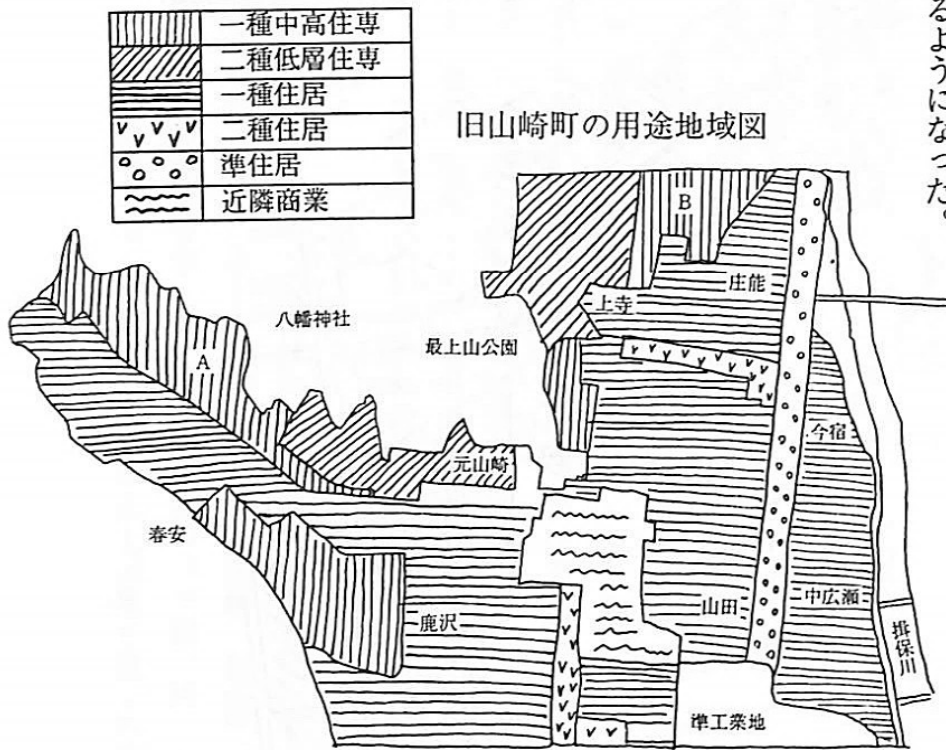 るようになった。
一種中高住専
二種低層住専
一種住居
二種住居
準住居
近隣商業
旧山崎町の用途地域図
B
庄能
上寺
八幡神社
最上山公園
A
今宿
元山崎
春安
山田
中広瀬
鹿沢
揖保川
準工業地